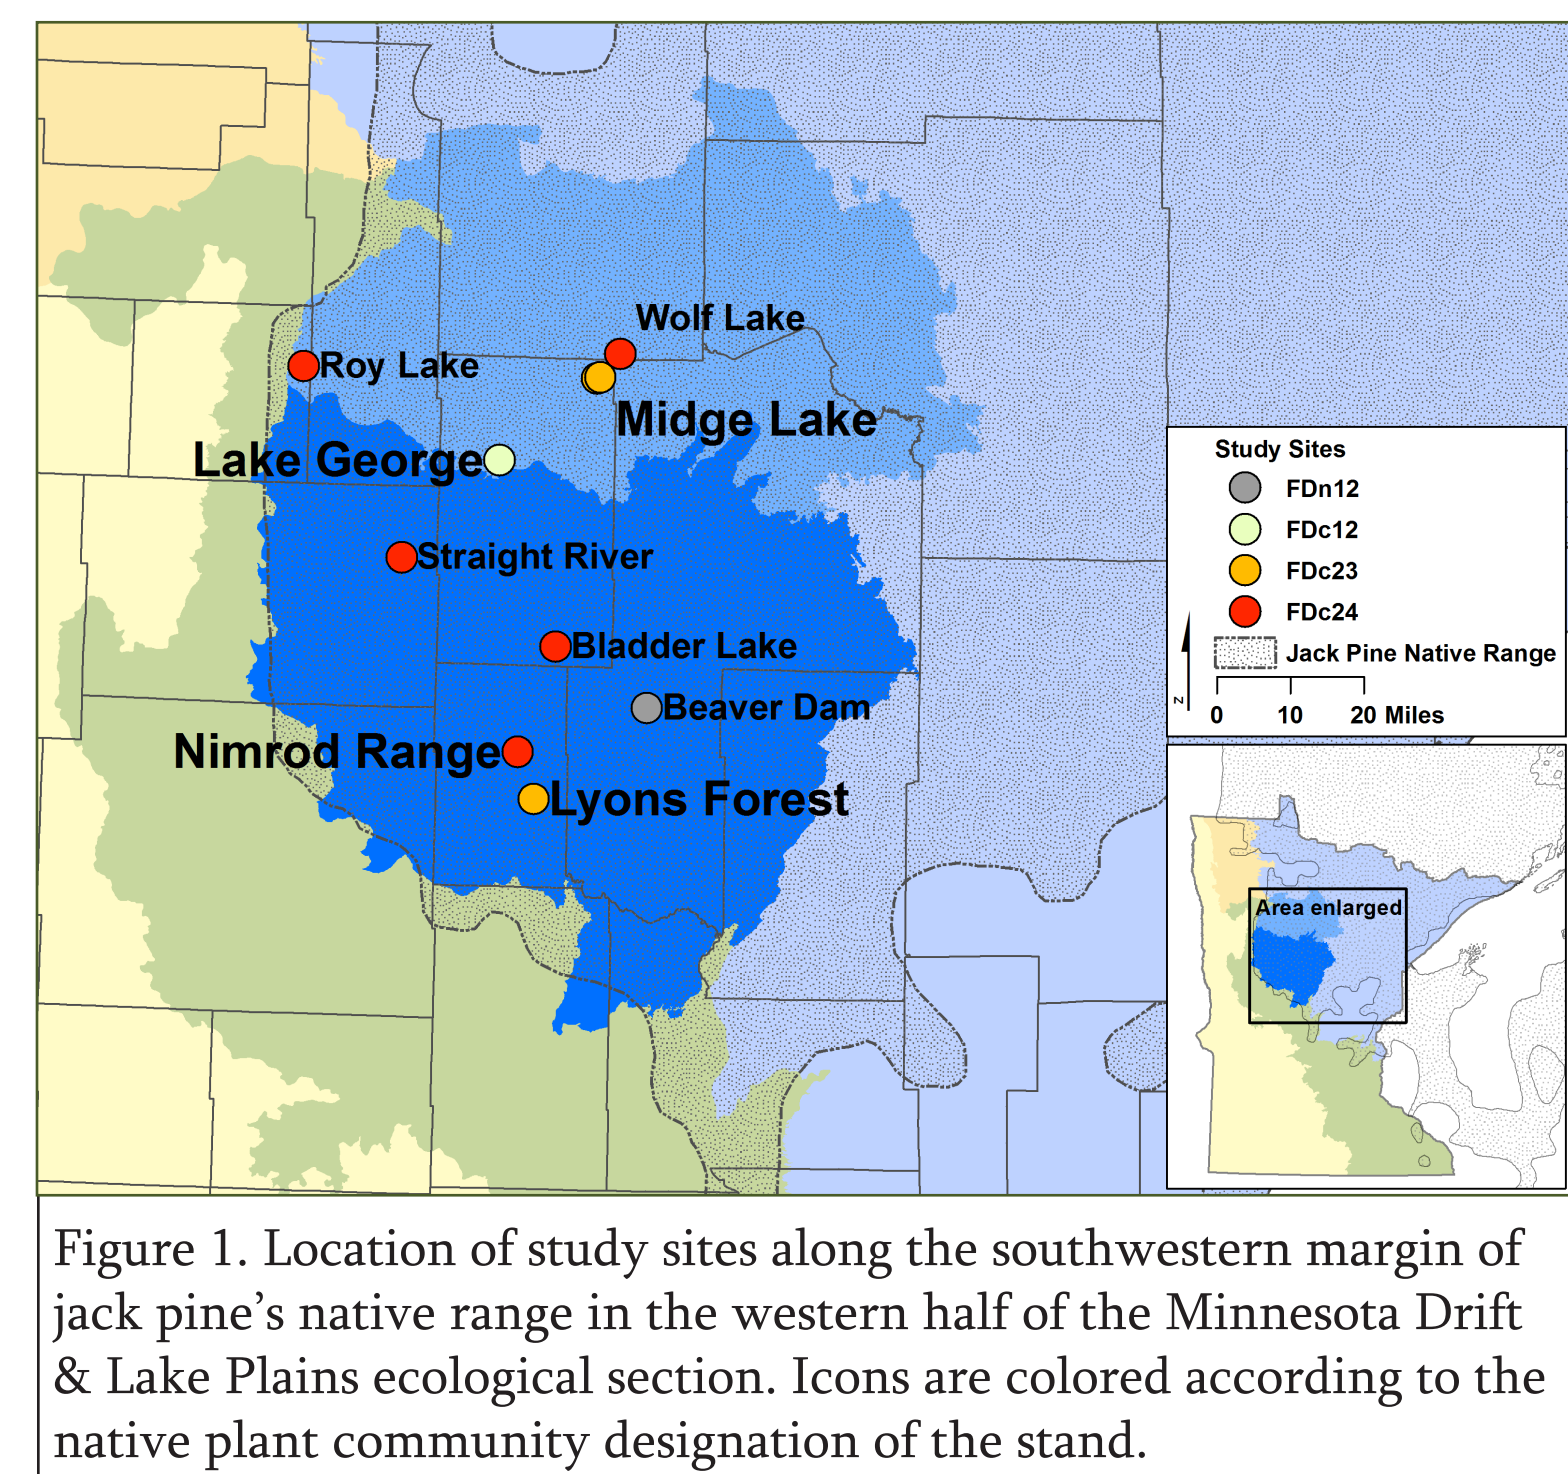 Wolf Lake
Roy Lake
Midge Lake
Lake George
Straight River
Bladder Lake
Beaver Dam
Nimrod Range
Lyons Forest
Study Sites
FDn12
FDc12
FDc23
FDc24
Jack Pine Native Range
N
0 10 20 Miles
Area enlarged
Figure 1. Location of study sites along the southwestern margin of
jack pine’s native range in the western half of the Minnesota Drift
& Lake Plains ecological section. Icons are colored according to the
native plant community designation of the stand.